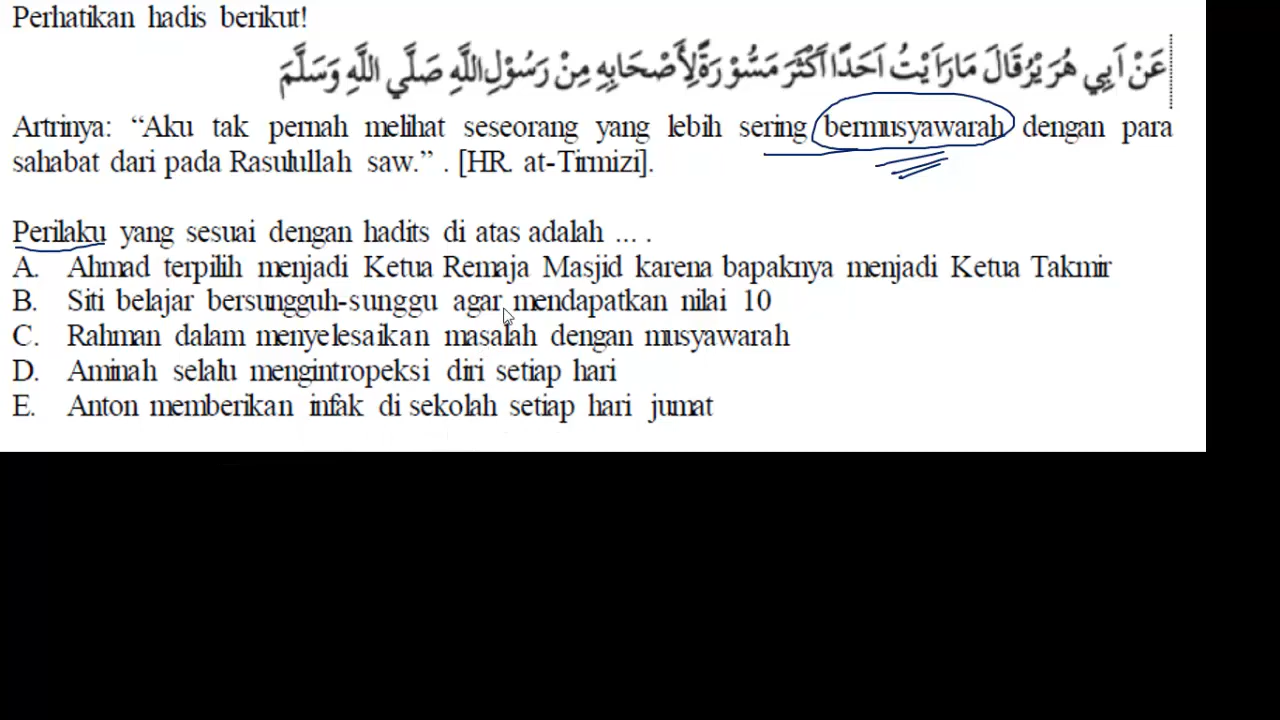 Perhatikan hadis berikut!
عَنْ اَبِي هُرَيْرُ قَالَ مَارَاَيْتُ اَحَدًا اَكْثَرَ مَسُّوْرَةً لِأَصْحَابِهِ مِنْ رَسُوْلِ اللَّهِ صَلَّي اللَّهِ وَسَلَّمَ
Artrinya: “Aku tak pernah melihat seseorang yang lebih sering bermusyawarah dengan para
sahabat dari pada Rasulullah saw.” . [HR. at-Tirmizi].
Perilaku yang sesuai dengan hadits di atas adalah ... .
A. Ahmad terpilih menjadi Ketua Remaja Masjid karena bapaknya menjadi Ketua Takmir
B. Siti belajar bersungguh-sunggu agar mendapatkan nilai 10
C. Rahman dalam menyelesaikan masalah dengan musyawarah
D. Aminah selalu mengintropeksi diri setiap hari
E. Anton memberikan infak di sekolah setiap hari jumat